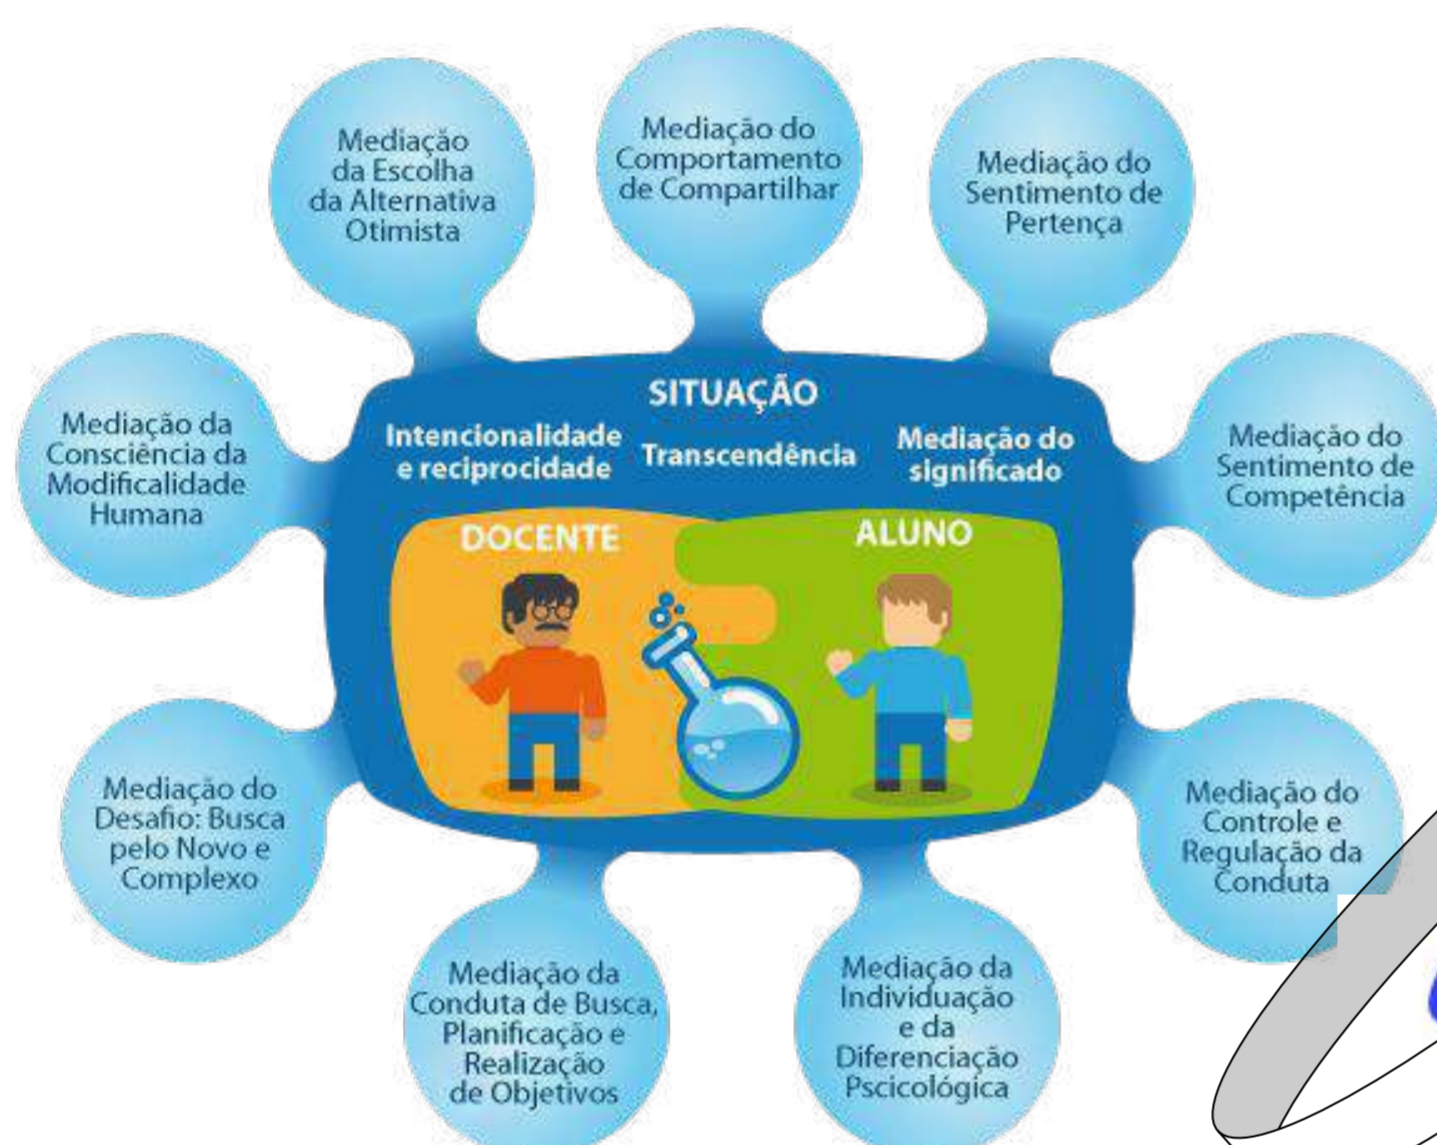 Mediação
da Escolha
da Alternativa
Otimista
Mediação do
Comportamento
de Compartilhar
Mediação do
Sentimento de
Pertença
Mediação da
Consciência da
Modificalidade
Humana
SITUAÇÃO
Intencionalidade
e reciprocidade
Transcendência
Mediação do
significado
Mediação do
Sentimento de
Competência
DOCENTE
ALUNO
Mediação do
Desafio: Busca
pelo Novo e
Complexo
Mediação do
Controle e
Regulação da
Conduta
Mediação da
Conduta de Busca,
Planificação e
Realização
de Objetivos
Mediação da
Individuação
e da
Diferenciação
Pscicológica